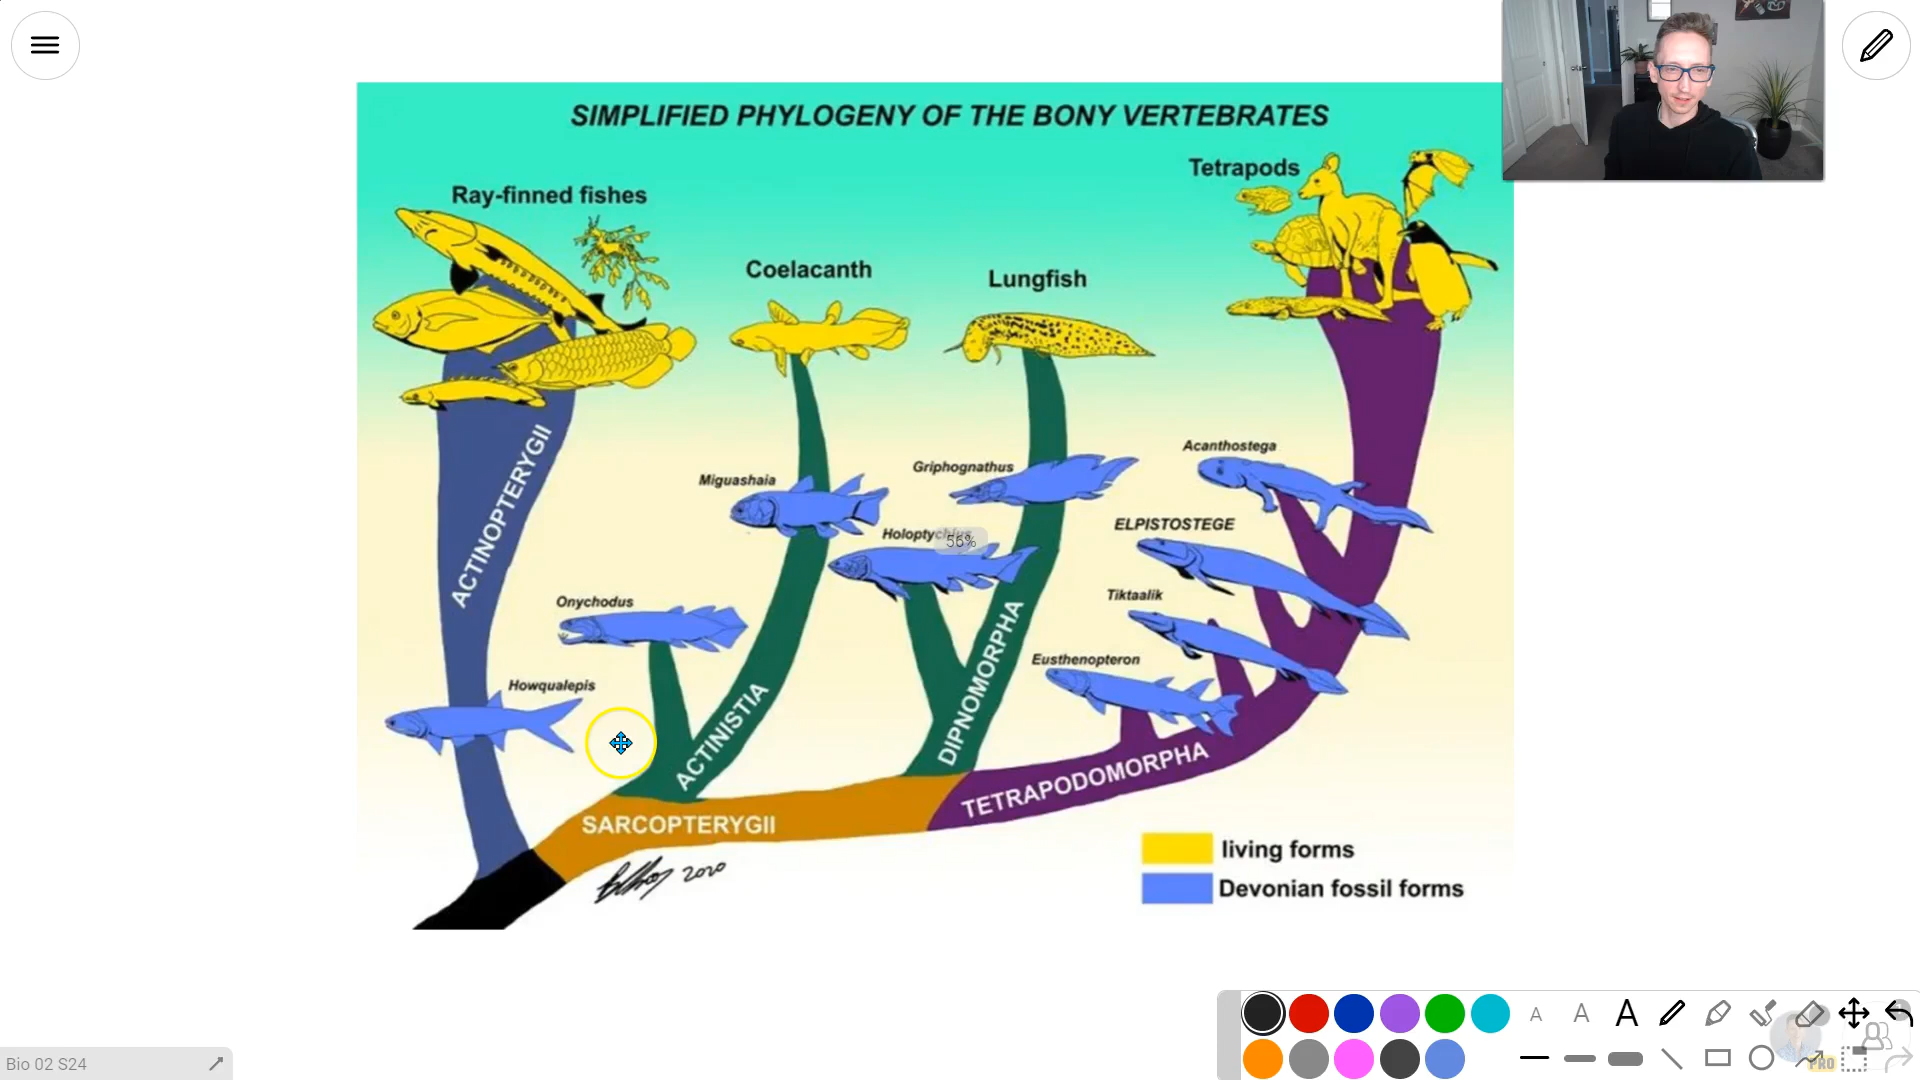 SIMPLIFIED PHYLOGENY OF THE BONY VERTEBRATES
Tetrapods
Ray-finned fishes
Coelacanth
Lungfish
Acanthostega
Griphognathus
Miguashaia
ELPISTOSTEGE
56%
ACTINOPTERYGII
Tiktaalik
Onychodus
Eusthenopteron
Howqualepis
DIPNOMORPHA
ACTINISTIA
TETRAPODOMORPHA
SARCOPTERYGII
living forms
2020
Devonian fossil forms
A A A
Bio 02 S24
PRO